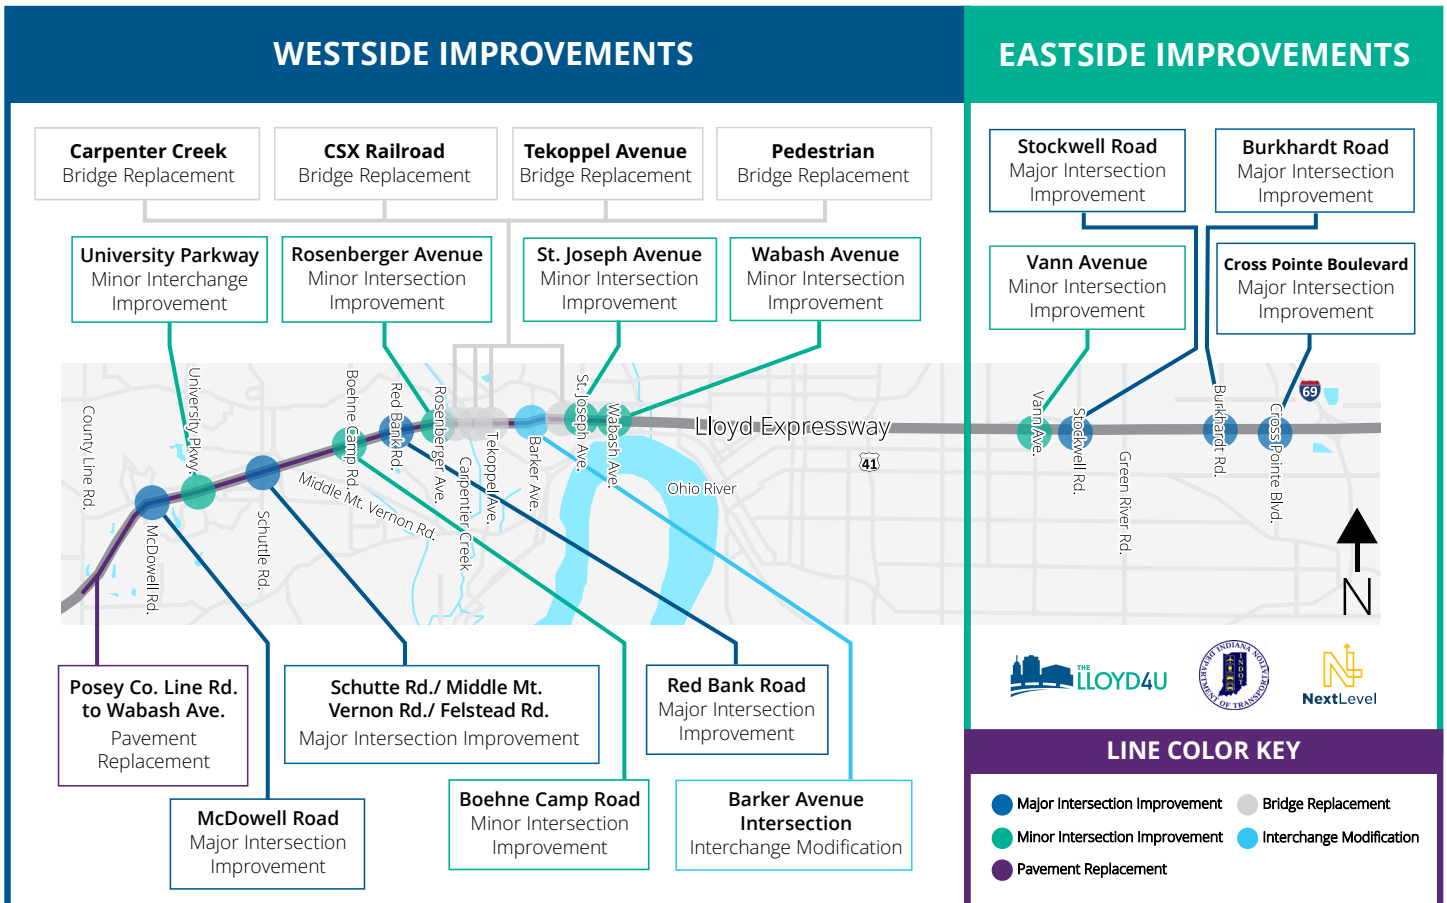 WESTSIDE IMPROVEMENTS
EASTSIDE IMPROVEMENTS
Carpenter Creek
Bridge Replacement
CSX Railroad
Bridge Replacement
Tekoppel Avenue
Bridge Replacement
Pedestrian
Bridge Replacement
University Parkway
Minor Interchange
Improvement
Rosenberger Avenue
Minor Intersection
Improvement
St. Joseph Avenue
Minor Intersection
Improvement
Wabash Avenue
Minor Intersection
Improvement
Stockwell Road
Major Intersection
Improvement
Burkhardt Road
Major Intersection
Improvement
Vann Avenue
Minor Intersection
Improvement
Cross Pointe Boulevard
Major Intersection
Improvement
County Line Rd.
McDowell Rd.
University Pkwy.
Schuttle Rd.
Middle Mt. Vernon Rd.
Boehne Camp Rd.
Red Bank Rd.
Rosenberger Ave.
Carpentier Creek
Tekoppel Ave.
Barker Ave.
St. Joseph Ave.
Wabash Ave.
Lloyd Expressway
Ohio River
41
Vann Ave.
Stockwell Rd.
Green River Rd.
Burkhardt Rd.
Cross Pointe Blvd.
69
N
Posey Co. Line Rd.
to Wabash Ave.
Pavement
Replacement
McDowell Road
Major Intersection
Improvement
Schutte Rd./ Middle Mt.
Vernon Rd./ Felstead Rd.
Major Intersection Improvement
Boehne Camp Road
Minor Intersection
Improvement
Red Bank Road
Major Intersection
Improvement
Barker Avenue
Intersection
Interchange Modification
THE
LLOYD4U
INDIANA
DEPARTMENT OF TRANSPORTATION
INDOT
NextLevel
LINE COLOR KEY
Major Intersection Improvement
Bridge Replacement
Minor Intersection Improvement
Interchange Modification
Pavement Replacement